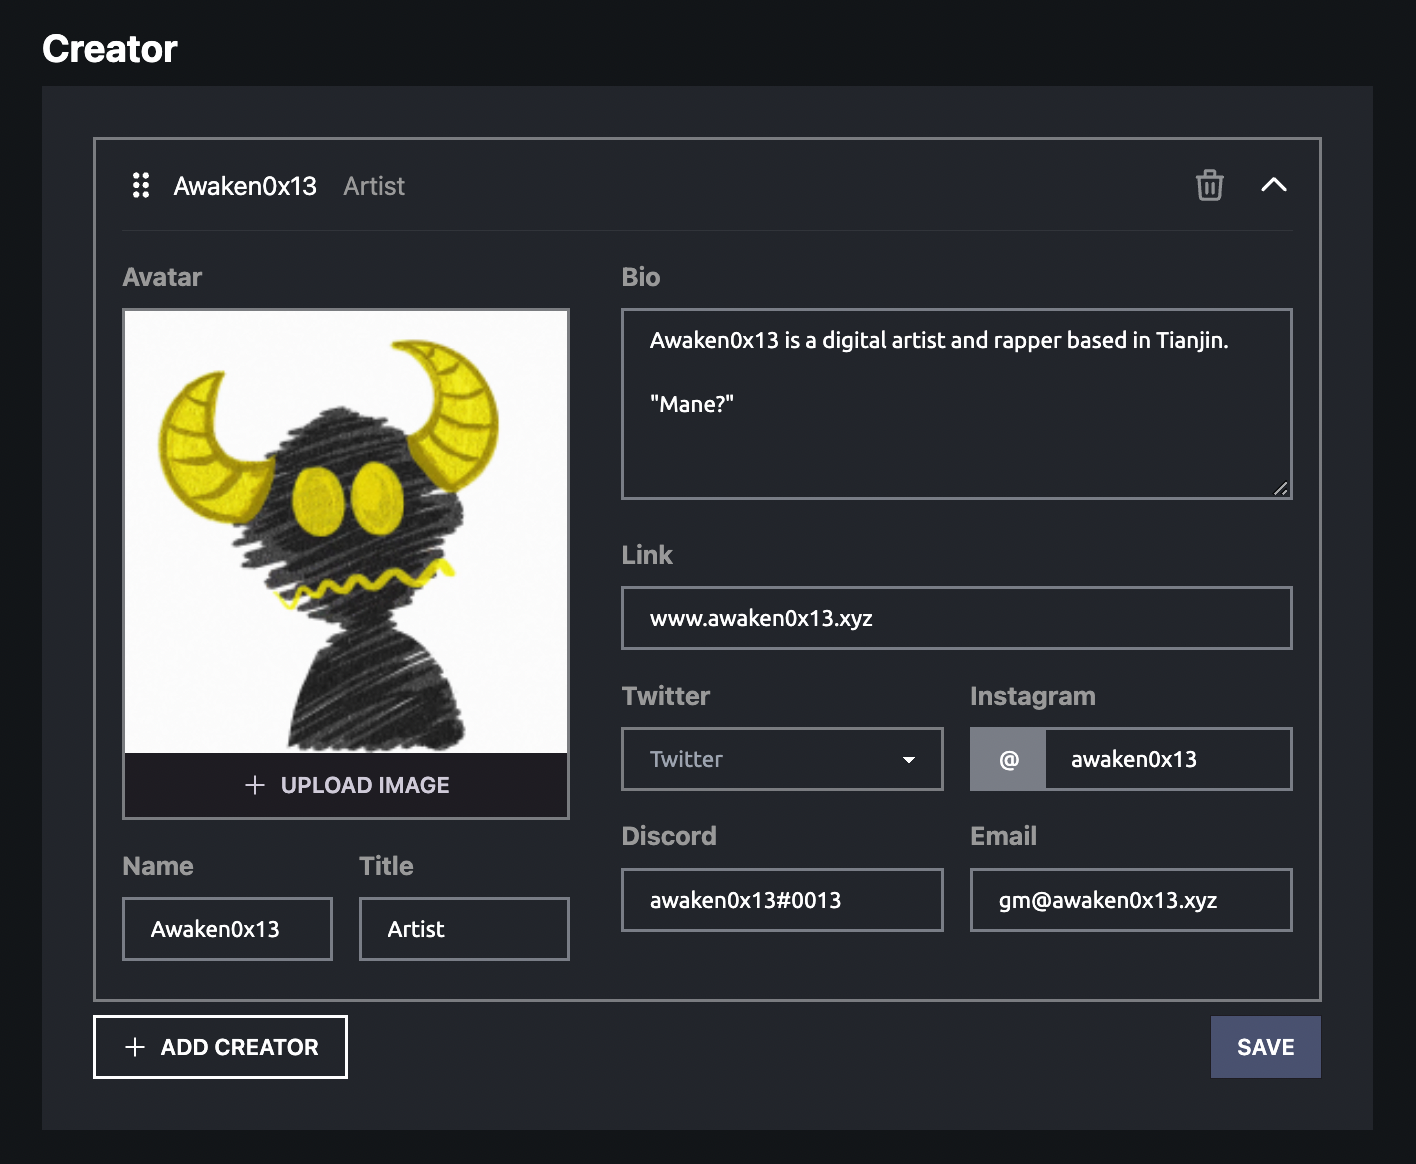 Creator
Awaken0x13 Artist
Avatar
UPLOAD IMAGE
Name
Awaken0x13
Title
Artist
Bio
Awaken0x13 is a digital artist and rapper based in Tianjin.
"Mane?"
Link
www.awaken0x13.xyz
Twitter
Twitter
Instagram
@ awaken0x13
Discord
awaken0x13#0013
Email
gm@awaken0x13.xyz
ADD CREATOR
SAVE